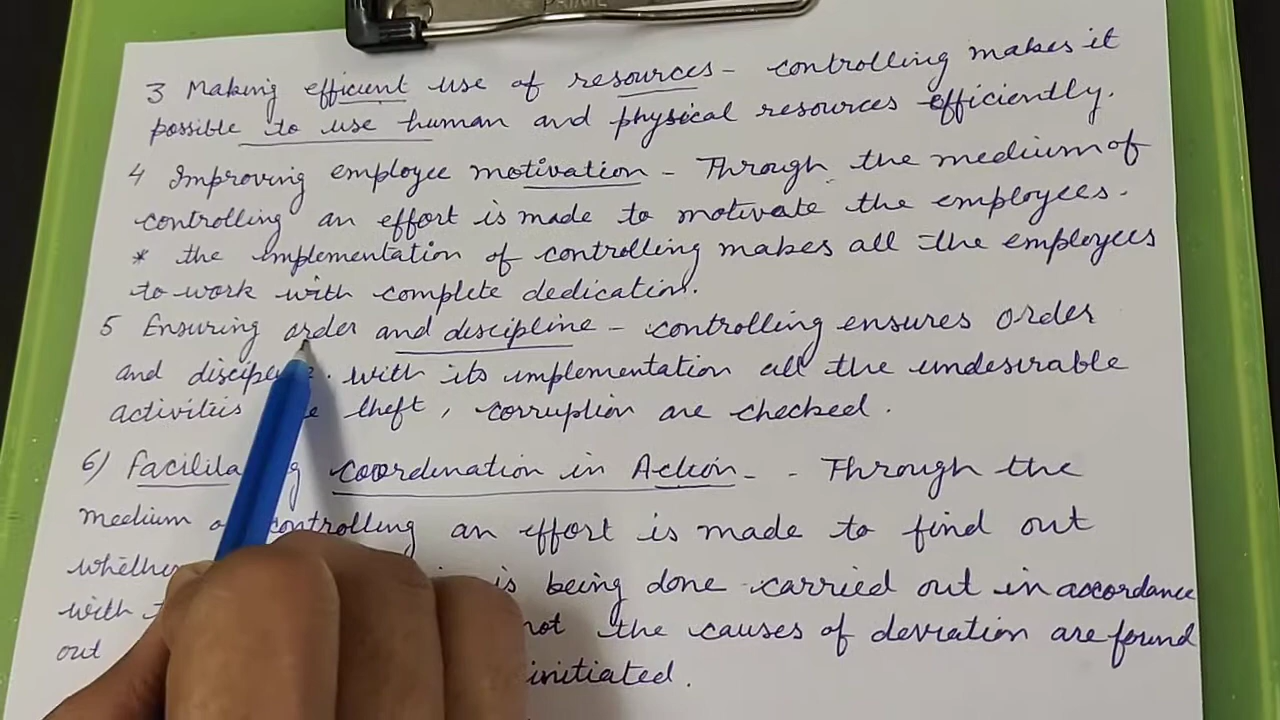 PRIME
3 Making efficient use of resources - controlling makes it
possible to use human and physical resources efficiently.
4 Improving employee motivation - Through the medium of
controlling an effort is made to motivate the employees.
* the implementation of controlling makes all the employees
to work with complete dedication.
5 Ensuring order and discipline - controlling ensures order
and discipline. with its implementation all the undesirable
activities theft, corruption are checked.
6) Facilitating coordination in Action - - Through the
Medium controlling an effort is made to find out
whether is being done carried out in accordance
with not the causes of deviation are found
out initiated.